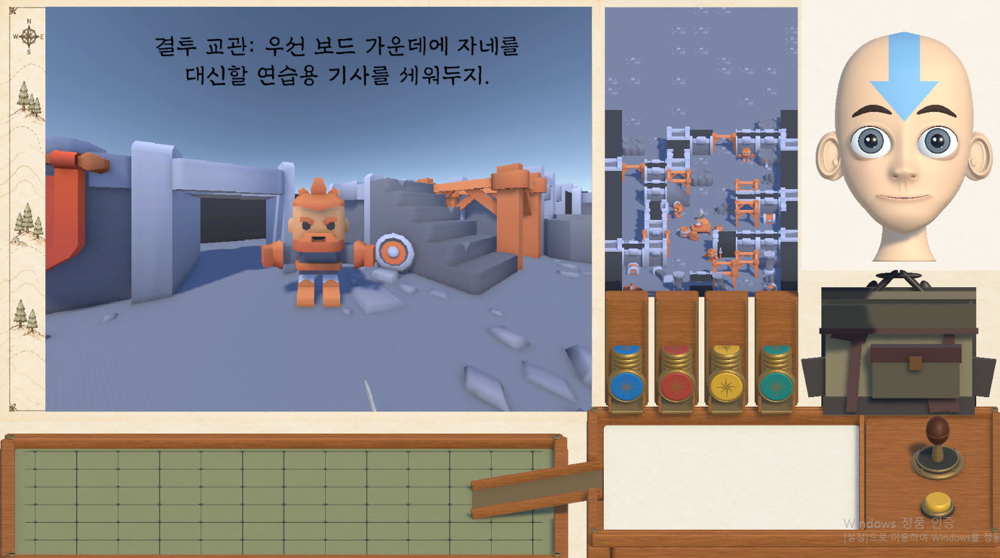 N
W E
S
결투 교관: 우선 보드 가운데에 자네를
대신할 연습용 기사를 세워두지.
Windows 정품 인증
[설정]으로 이동하여 Windows를 정품